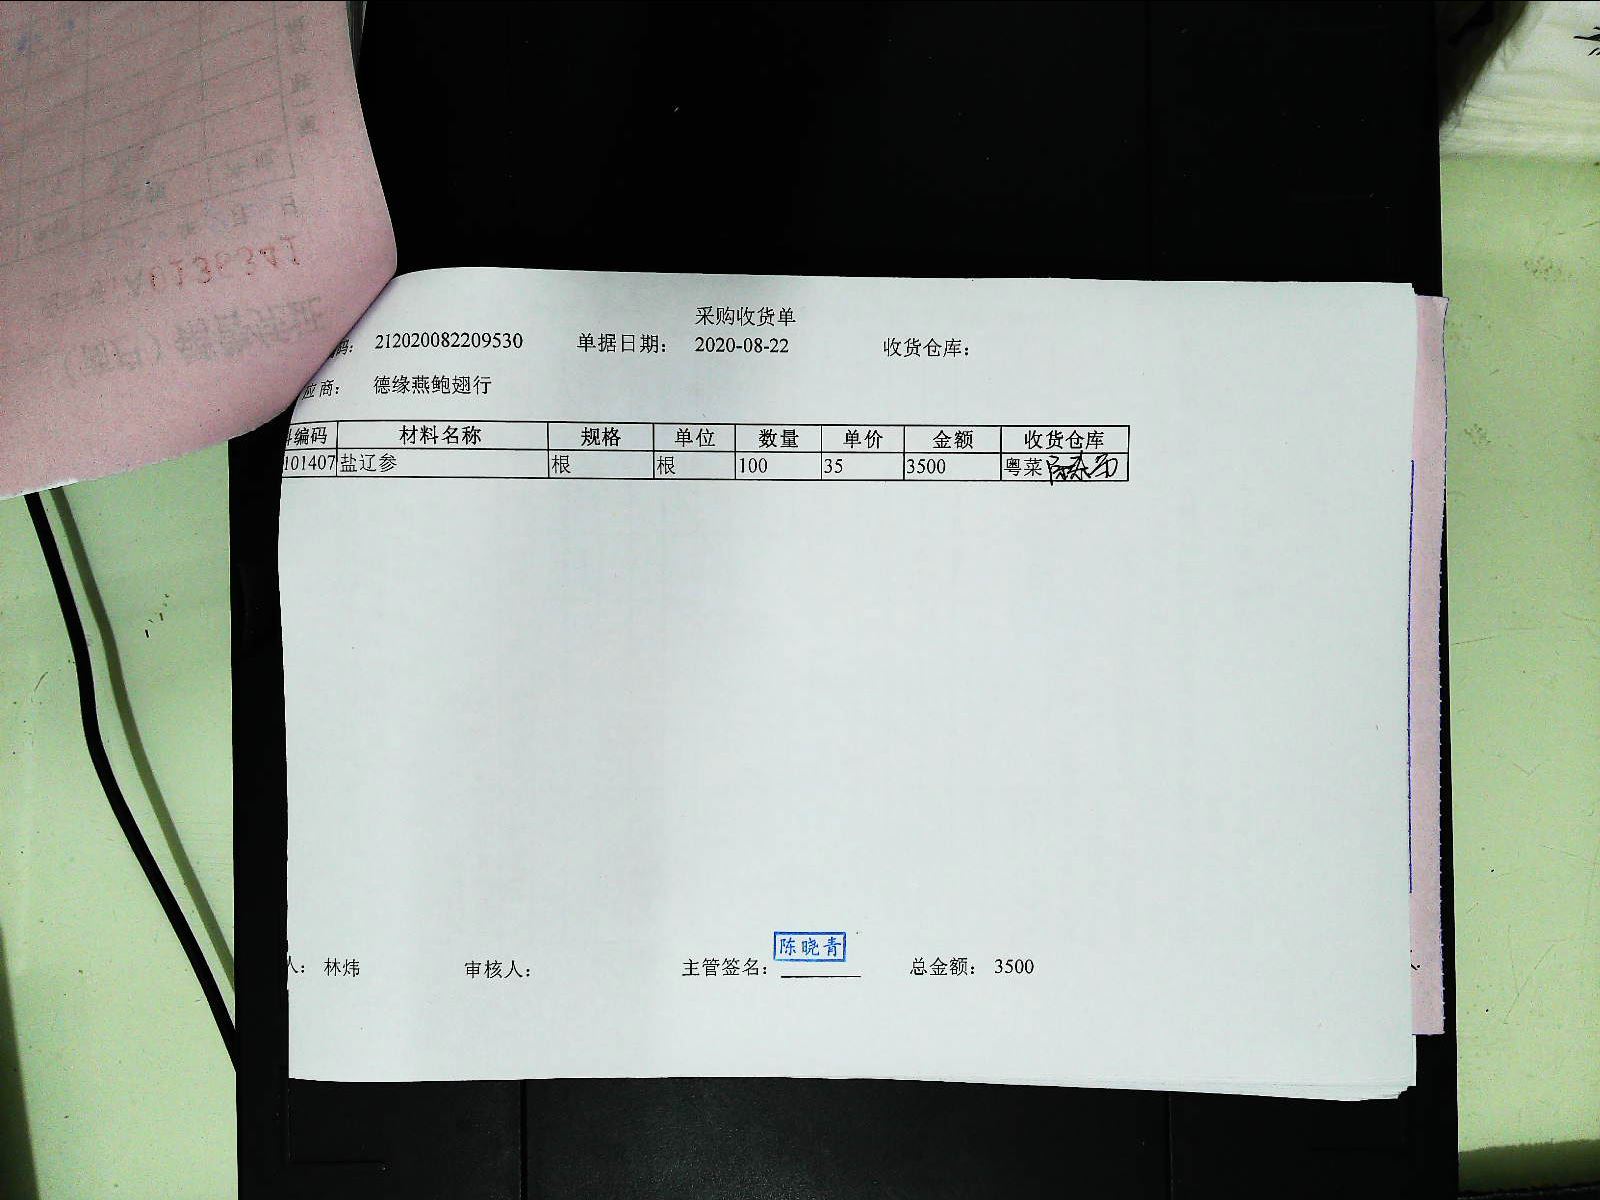 采购收货单
码: 212020082209530 单据日期: 2020-08-22 收货仓库:
应商: 德缘燕鲍翅行
编码 材料名称 规格 单位 数量 单价 金额 收货仓库
101407 盐辽参 根 根 100 35 3500 粤菜
陈晓青
人: 林炜 审核人: 主管签名: 总金额: 3500